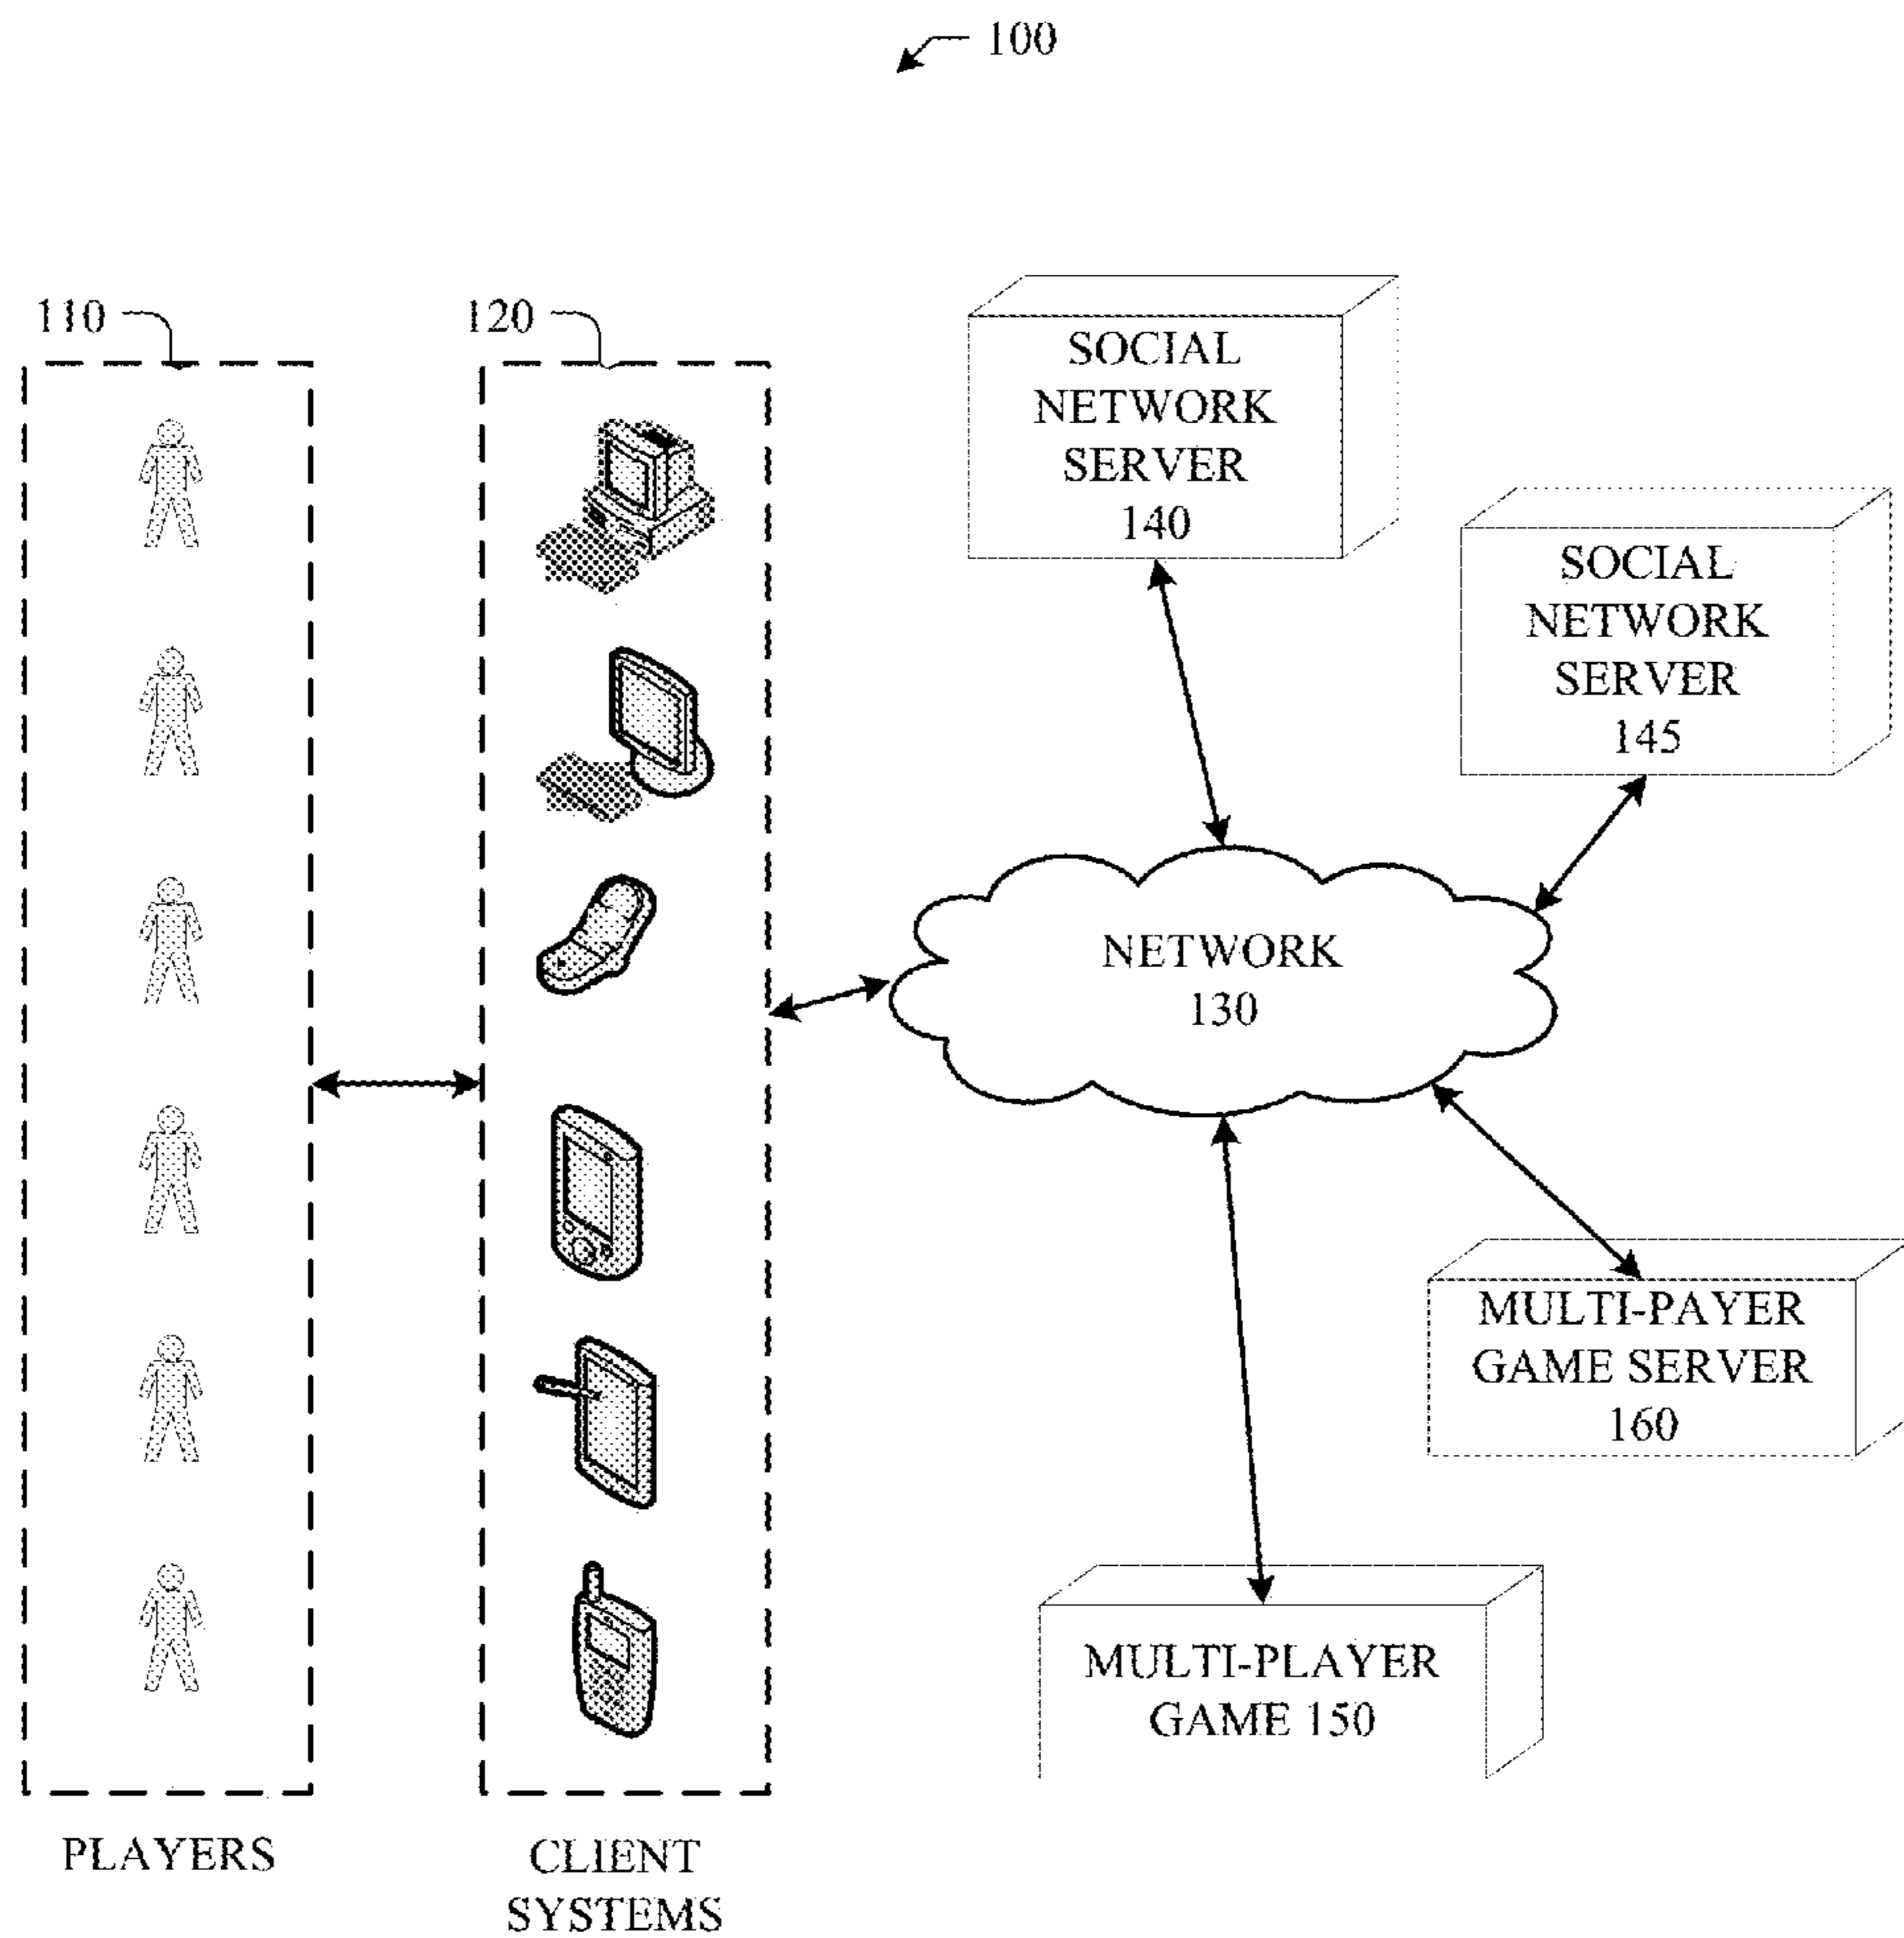 100
110
120
SOCIAL
NETWORK
SERVER
140
SOCIAL
NETWORK
SERVER
145
NETWORK
130
MULTI-PAYER
GAME SERVER
160
MULTI-PLAYER
GAME 150
PLAYERS
CLIENT
SYSTEMS